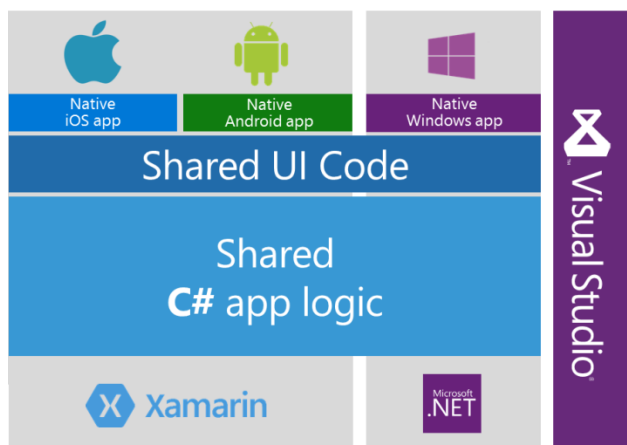 Native
iOS app
Native
Android app
Native
Windows app
Shared UI Code
Shared
C# app logic
X Xamarin
Microsoft
.NET
Visual Studio®